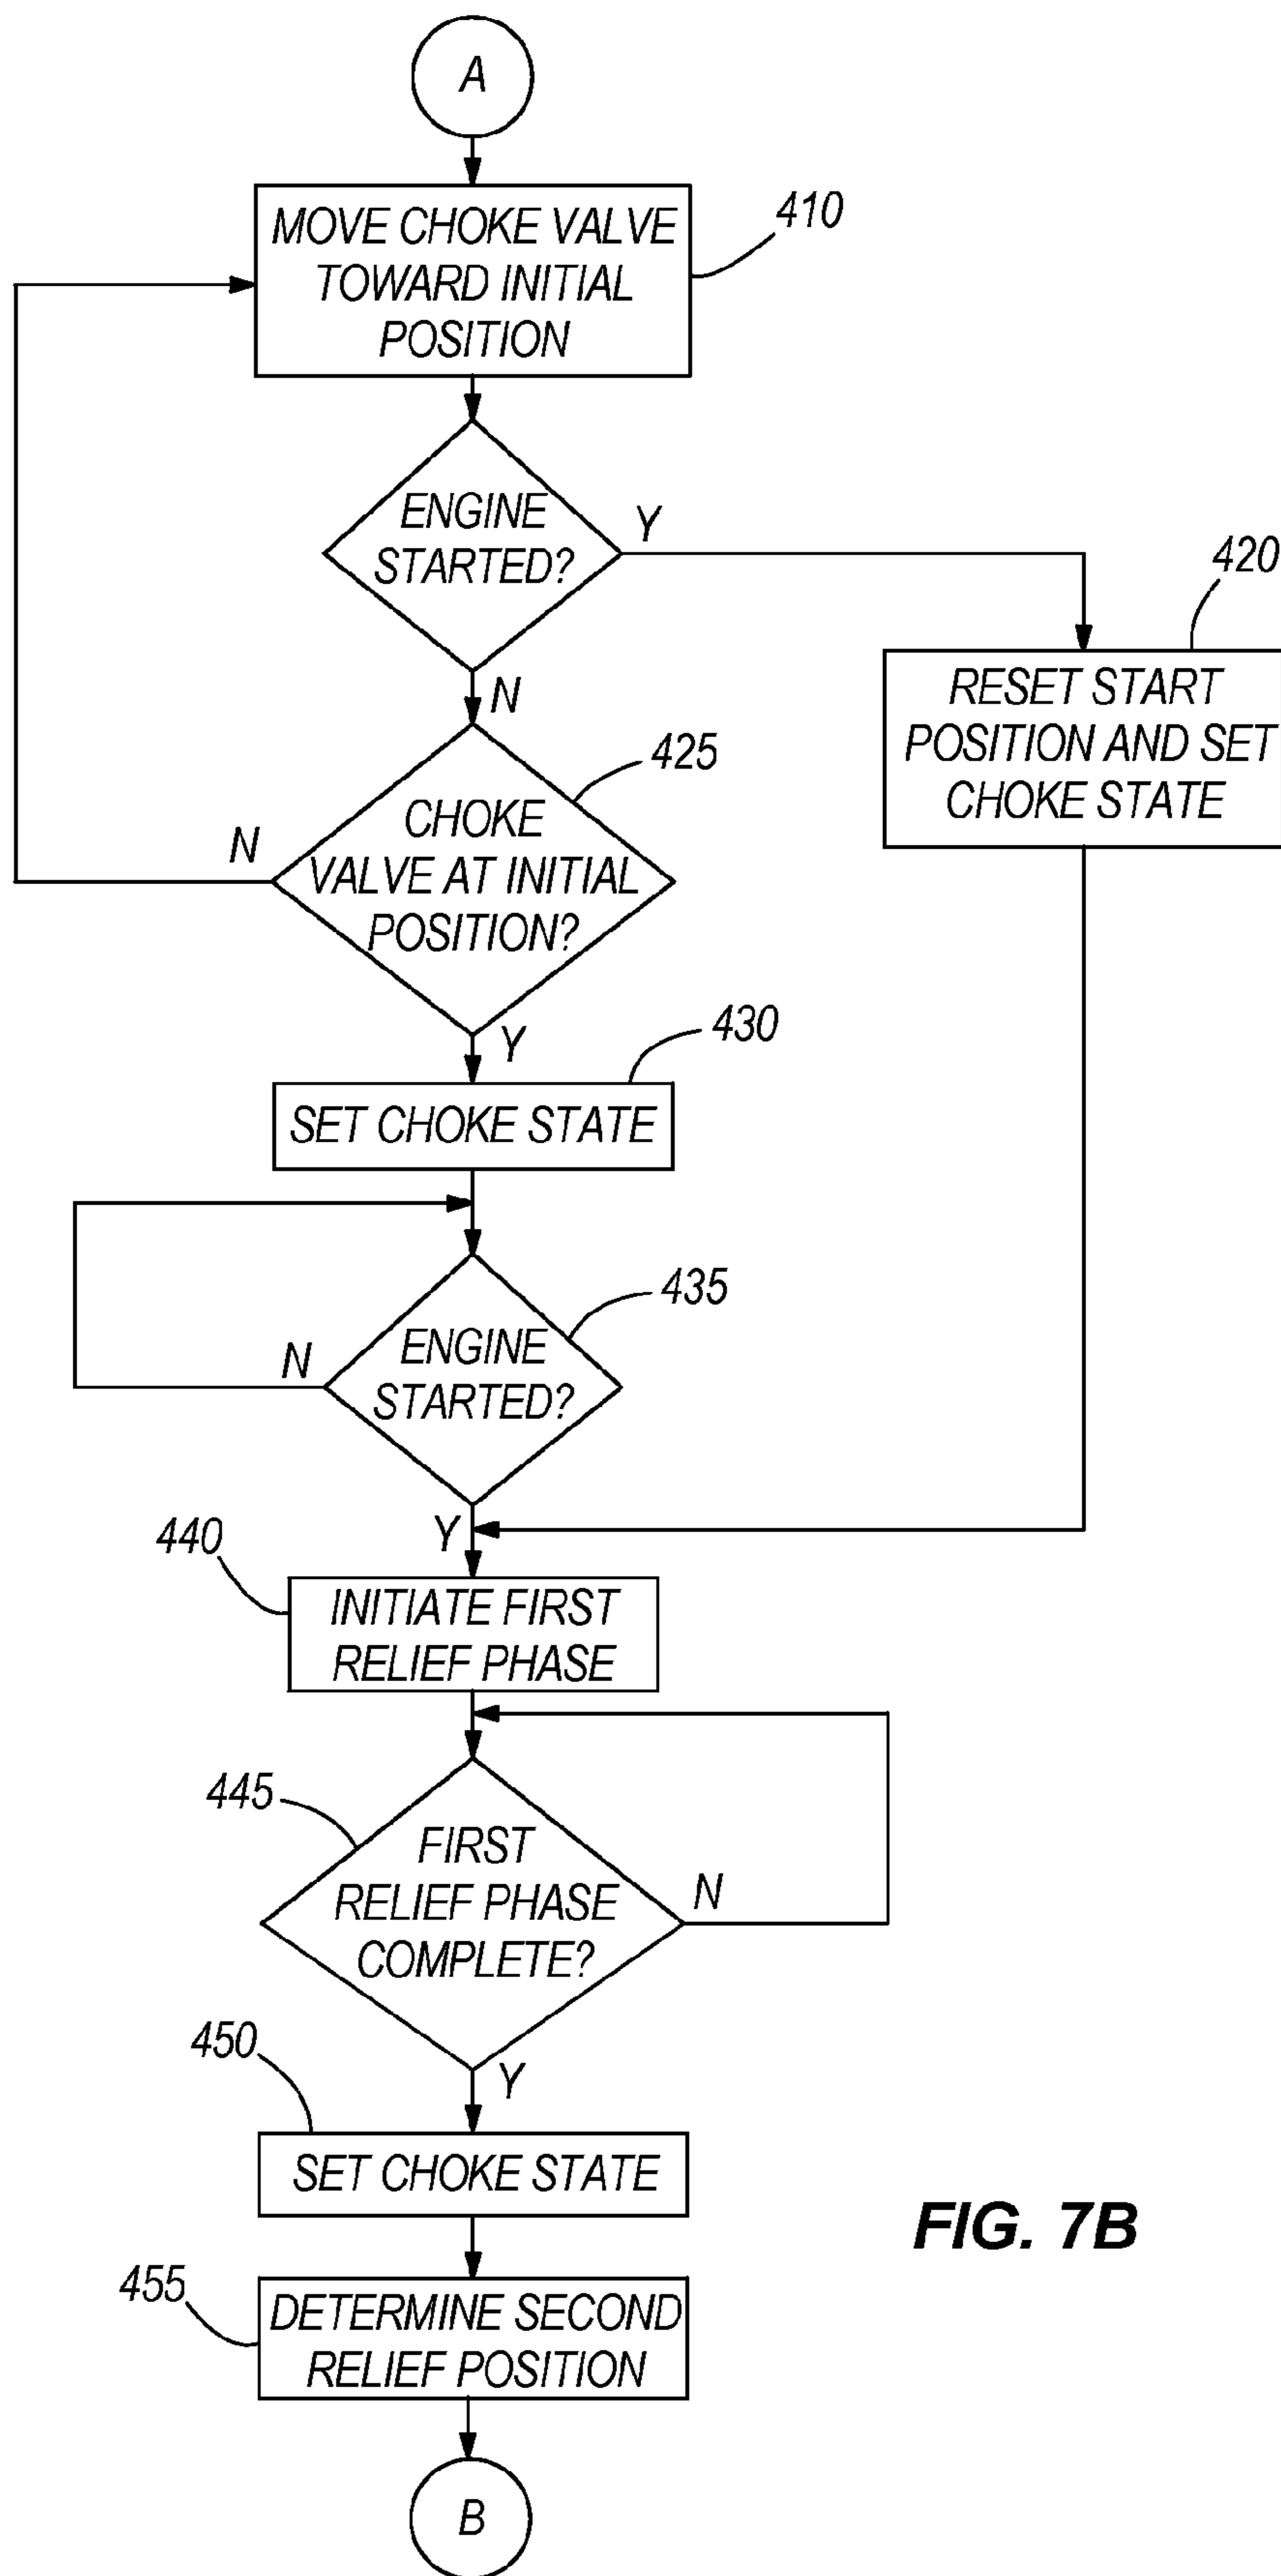 A
MOVE CHOKE VALVE
TOWARD INITIAL
POSITION
410
ENGINE
STARTED?
Y
N
420
RESET START
POSITION AND SET
CHOKE STATE
425
CHOKE
VALVE AT INITIAL
POSITION?
N
Y
430
SET CHOKE STATE
435
ENGINE
STARTED?
N
Y
440
INITIATE FIRST
RELIEF PHASE
445
FIRST
RELIEF PHASE
COMPLETE?
N
Y
450
SET CHOKE STATE
455
DETERMINE SECOND
RELIEF POSITION
B
FIG. 7B